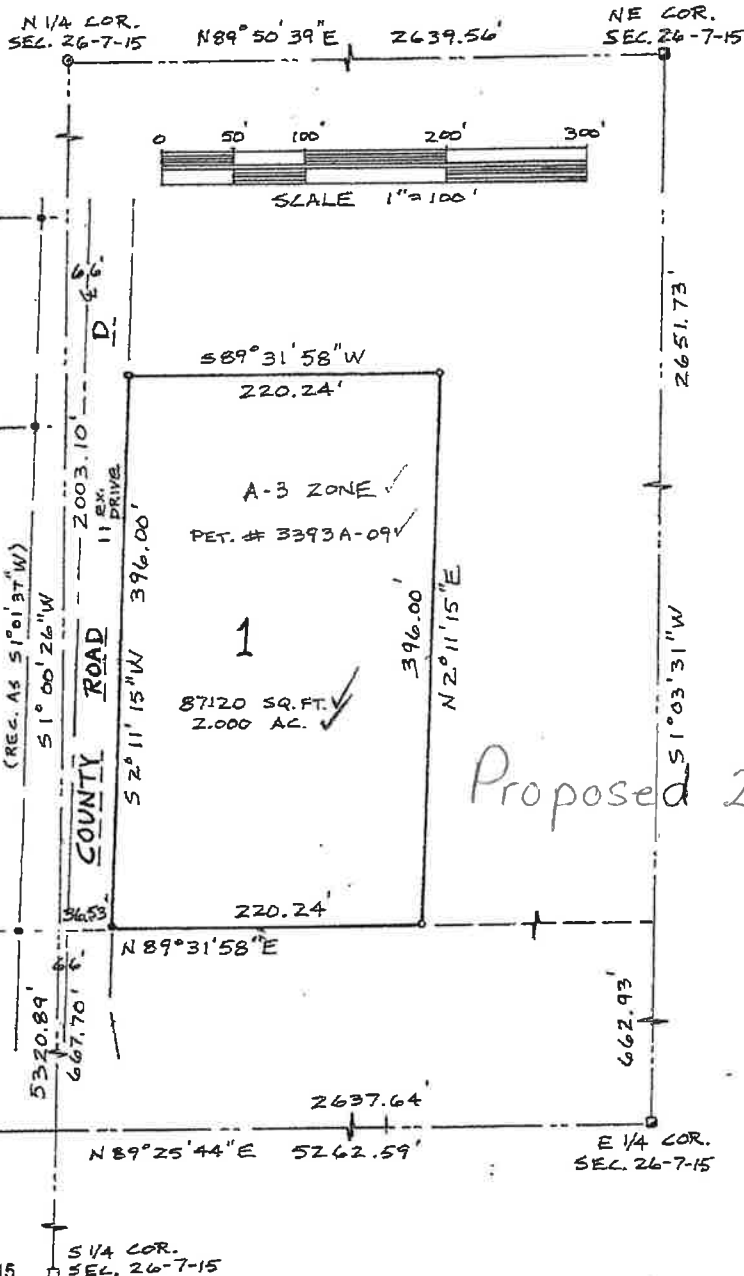 N 1/4 COR.
SEC. 26-7-15
N89°50'39"E 2639.56'
NE COR.
SEC. 26-7-15
0 50' 100' 200' 300'
SCALE 1"=100'
66'
D
2651.73'
S89°31'58"W
220.24'
2003.10'
EX.
DRIVE
A-3 ZONE ✓
PET. # 3393A-09 ✓
396.00'
396.00'
(REC. AS S1°01'37"W)
S1°00'26"W
ROAD
1
N2°11'15"E
S2°11'15"W
87120 SQ.FT. ✓
2.000 AC. ✓
S1°03'31"W
COUNTY
Proposed 2
36.53'
220.24'
N89°31'58"E
66'
5320.89'
667.70'
662.93'
2637.64'
N89°25'44"E 5262.59'
E 1/4 COR.
SEC. 26-7-15
S 1/4 COR.
15 SEC. 26-7-15